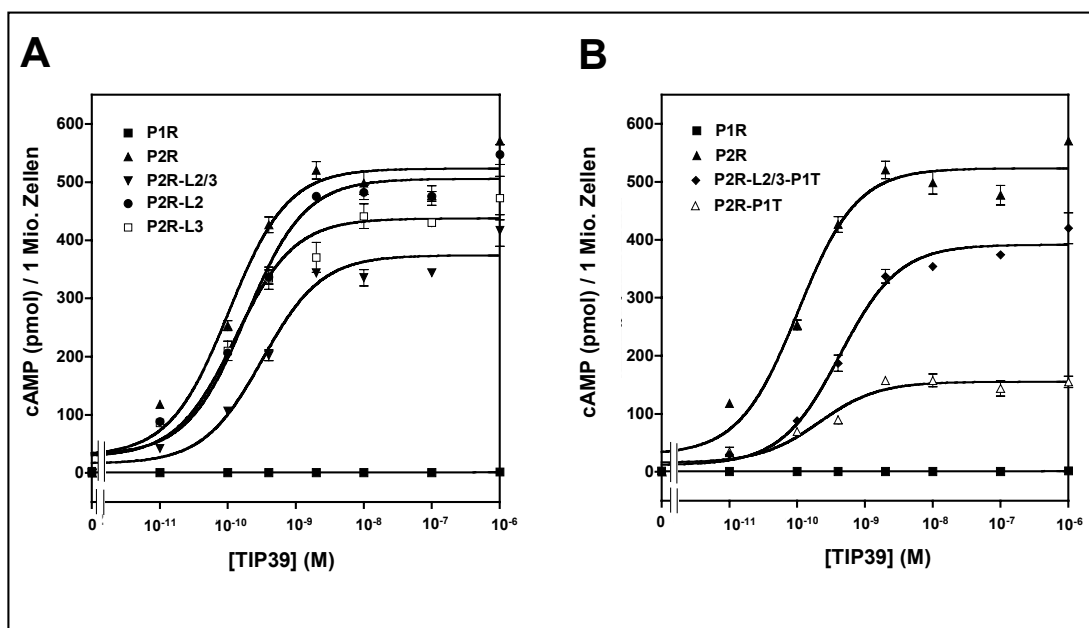 A
P1R
P2R
P2R-L2/3
P2R-L2
P2R-L3
cAMP (pmol) / 1 Mio. Zellen
600
500
400
300
200
100
0
0
10-11
10-10
10-9
10-8
10-7
10-6
[TIP39] (M)
B
P1R
P2R
P2R-L2/3-P1T
P2R-P1T
cAMP (pmol) / 1 Mio. Zellen
600
500
400
300
200
100
0
0
10-11
10-10
10-9
10-8
10-7
10-6
[TIP39] (M)